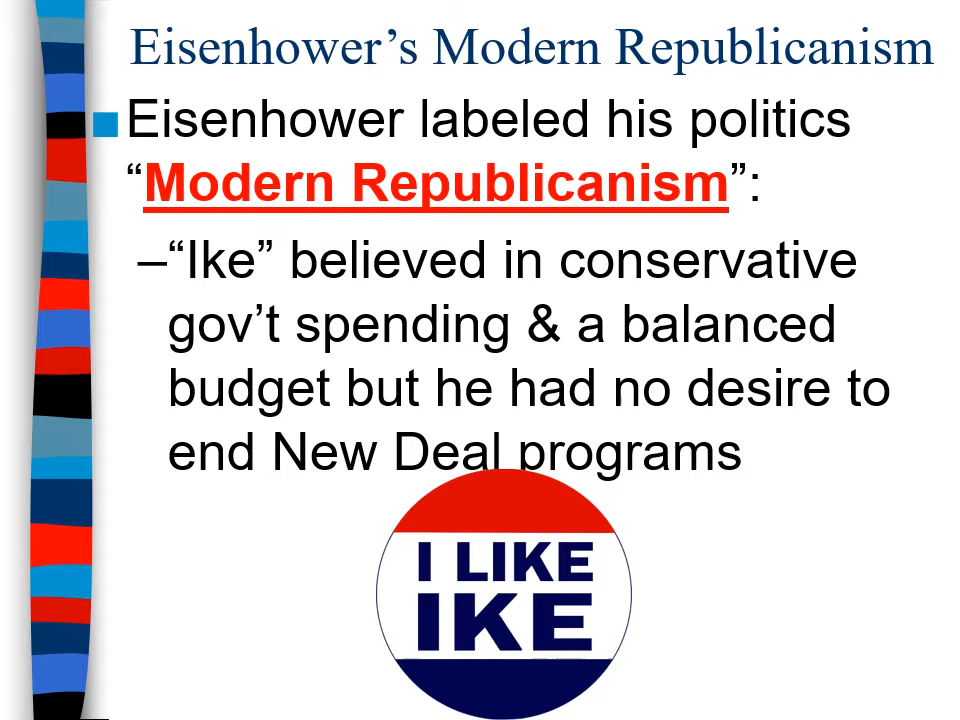 Eisenhower’s Modern Republicanism
Eisenhower labeled his politics
“Modern Republicanism”:
–“Ike” believed in conservative
gov’t spending & a balanced
budget but he had no desire to
end New Deal programs
I LIKE
IKE